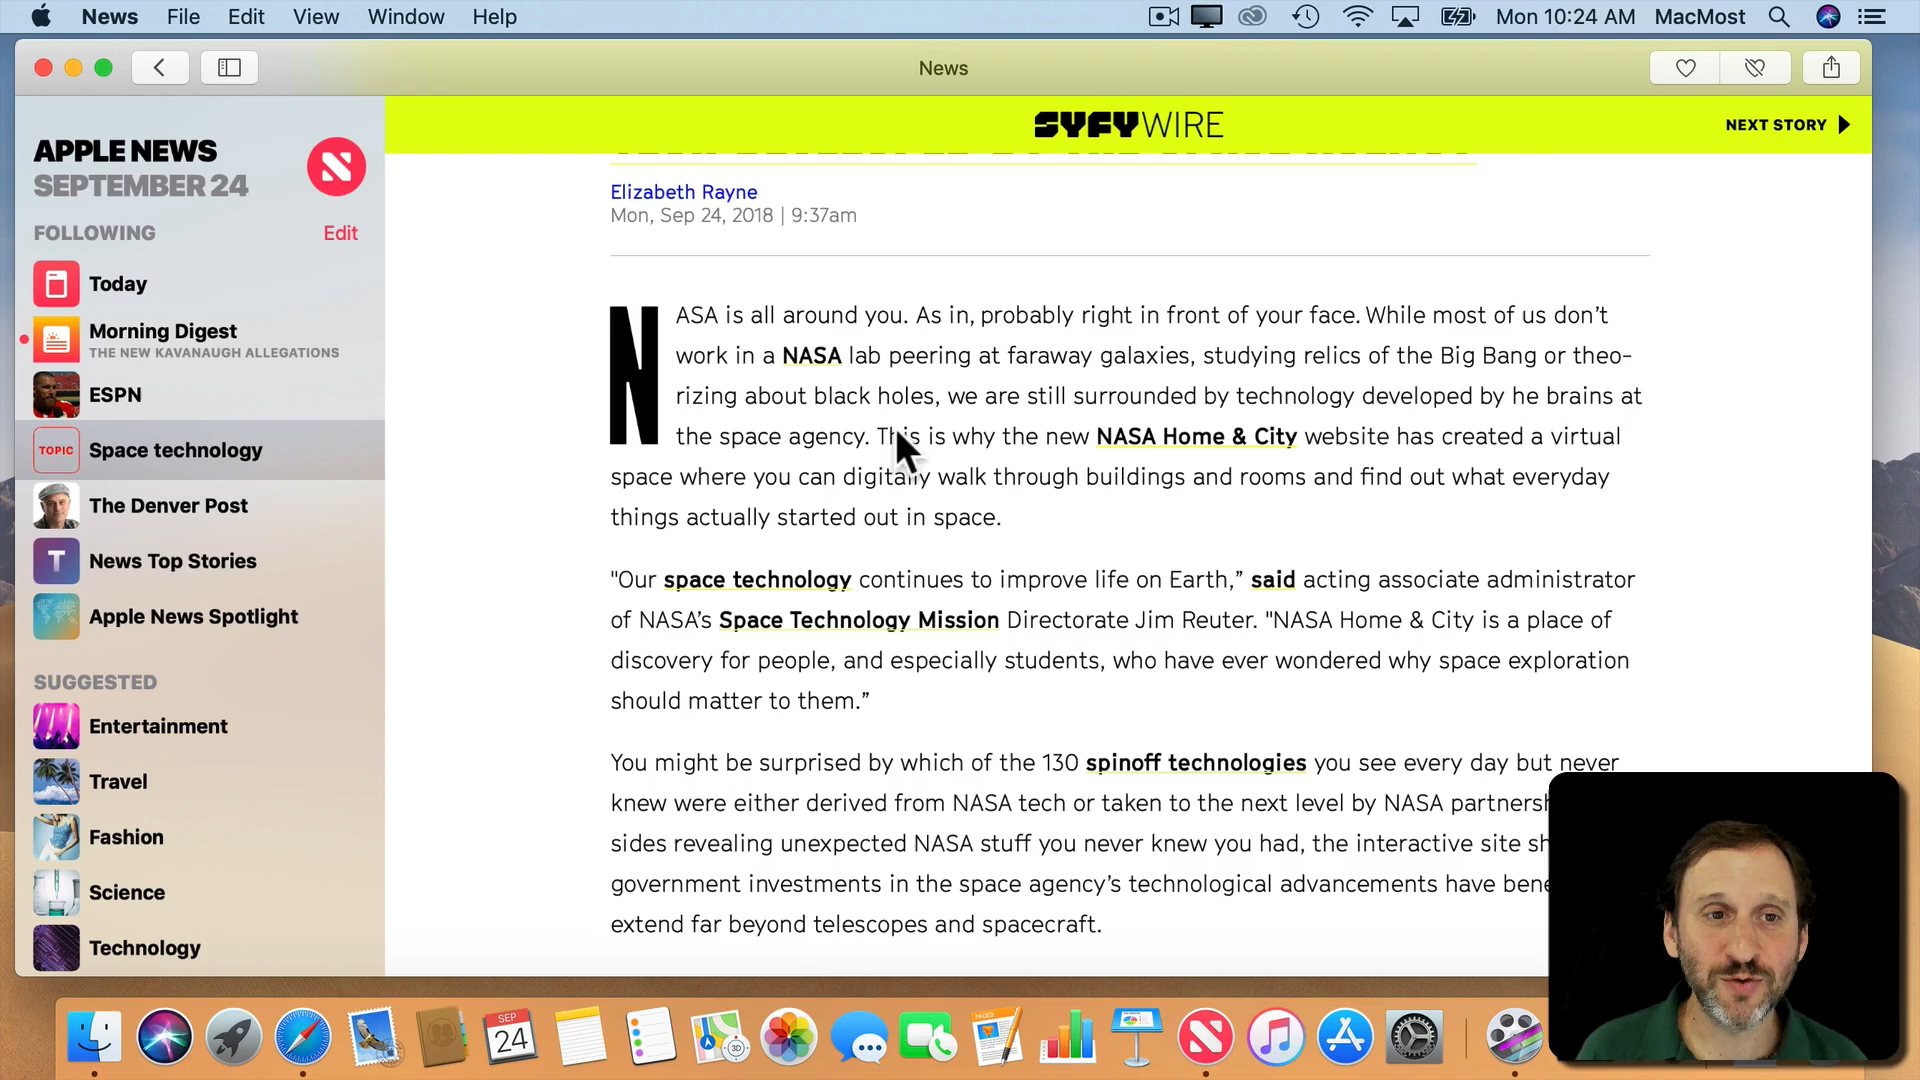 News File Edit View Window Help Mon 10:24 AM MacMost
News
APPLE NEWS
SEPTEMBER 24
FOLLOWING Edit
Today
Morning Digest
THE NEW KAVANAUGH ALLEGATIONS
ESPN
TOPIC Space technology
The Denver Post
T News Top Stories
Apple News Spotlight
SUGGESTED
Entertainment
Travel
Fashion
Science
Technology
SYFY WIRE
NEXT STORY
Elizabeth Rayne
Mon, Sep 24, 2018 | 9:37am
NASA is all around you. As in, probably right in front of your face. While most of us don’t
work in a NASA lab peering at faraway galaxies, studying relics of the Big Bang or theo-
rizing about black holes, we are still surrounded by technology developed by he brains at
the space agency. This is why the new NASA Home & City website has created a virtual
space where you can digitally walk through buildings and rooms and find out what everyday
things actually started out in space.
"Our space technology continues to improve life on Earth,” said acting associate administrator
of NASA’s Space Technology Mission Directorate Jim Reuter. "NASA Home & City is a place of
discovery for people, and especially students, who have ever wondered why space exploration
should matter to them.”
You might be surprised by which of the 130 spinoff technologies you see every day but never
knew were either derived from NASA tech or taken to the next level by NASA
sides revealing unexpected NASA stuff you never knew you had, the interactive site
government investments in the space agency’s technological advancements have
extend far beyond telescopes and spacecraft.
SEP
24
3D
PAGES